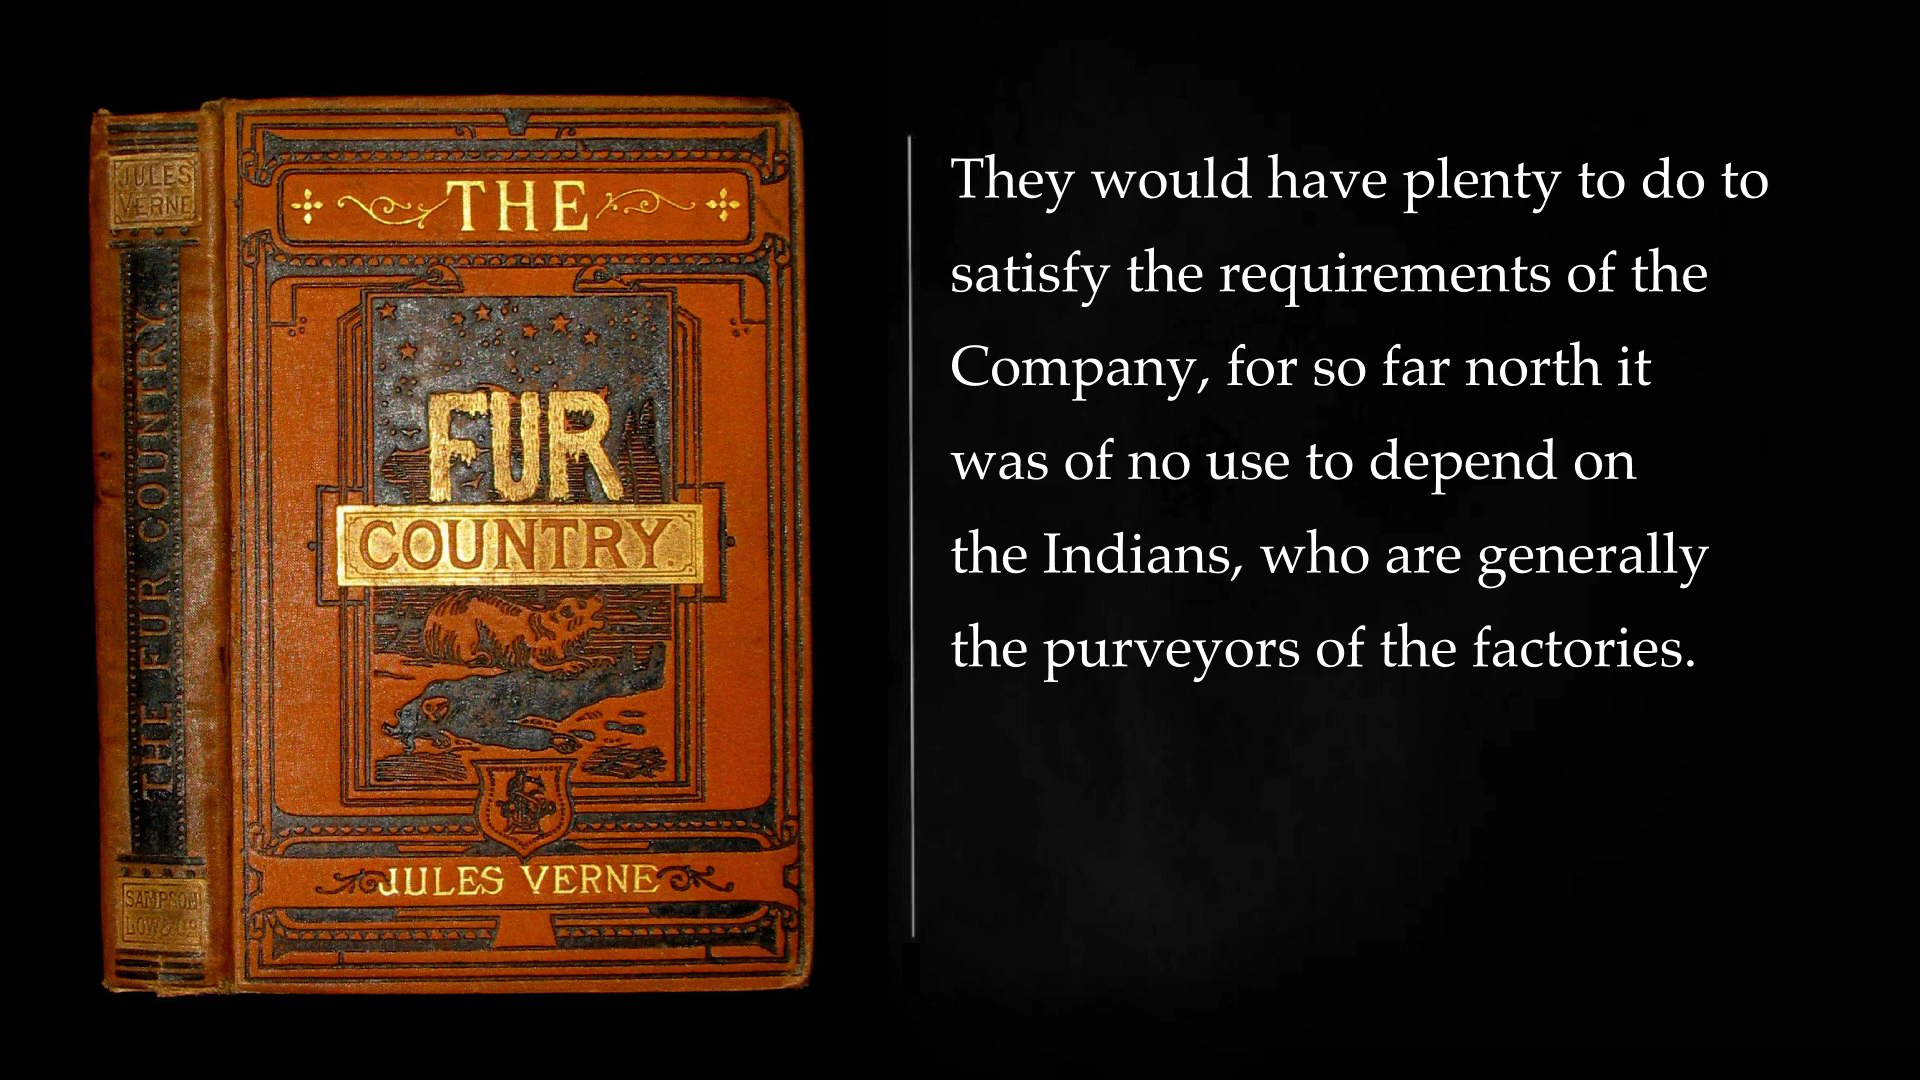 JULES
VERNE
THE FUR COUNTRY.
SAMPSON
LOW & Co
THE
FUR
COUNTRY.
JULES VERNE
They would have plenty to do to
satisfy the requirements of the
Company, for so far north it
was of no use to depend on
the Indians, who are generally
the purveyors of the factories.